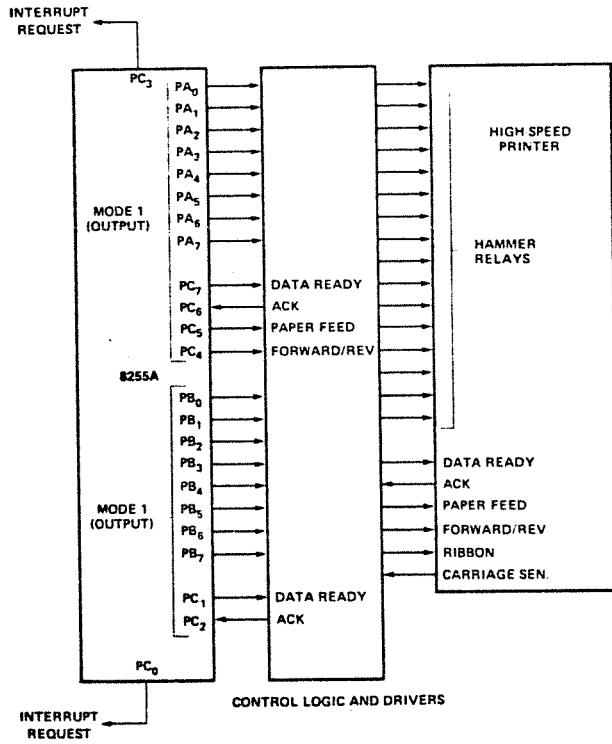 INTERRUPT
REQUEST
PC3
PA0
PA1
PA2
PA3
PA4
PA5
PA6
PA7
MODE 1
(OUTPUT)
PC7
PC6
PC5
PC4
8255A
PB0
PB1
PB2
PB3
PB4
PB5
PB6
PB7
MODE 1
(OUTPUT)
PC1
PC2
PC0
INTERRUPT
REQUEST
DATA READY
ACK
PAPER FEED
FORWARD/REV
DATA READY
ACK
CONTROL LOGIC AND DRIVERS
HIGH SPEED
PRINTER
HAMMER
RELAYS
DATA READY
ACK
PAPER FEED
FORWARD/REV
RIBBON
CARRIAGE SEN.